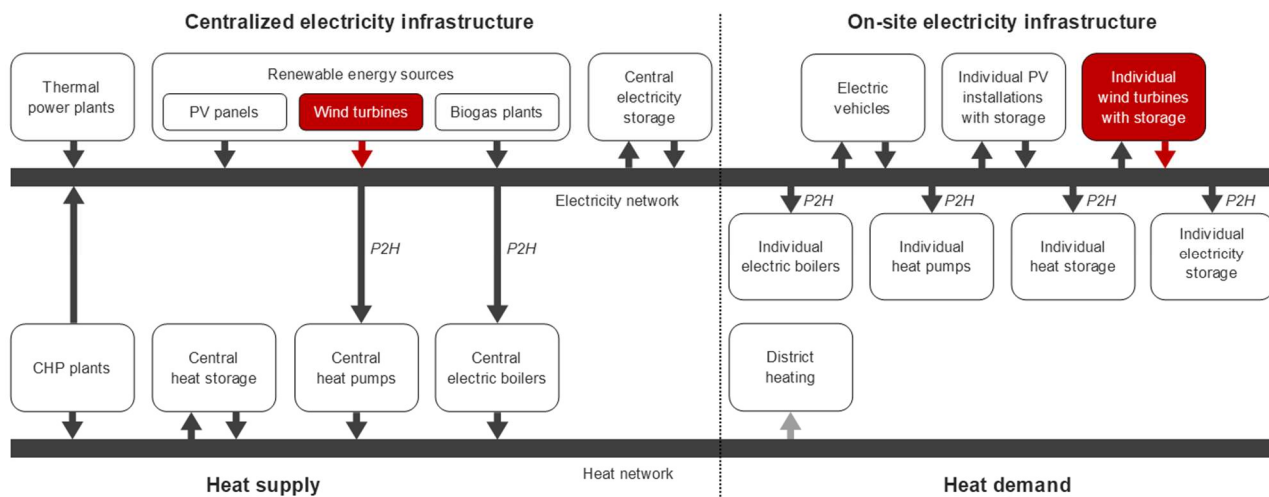 Centralized electricity infrastructure
On-site electricity infrastructure
Thermal
power plants
Renewable energy sources
PV panels
Wind turbines
Biogas plants
Central
electricity
storage
Electric
vehicles
Individual PV
installations
with storage
Individual
wind turbines
with storage
Electricity network
P2H
P2H
P2H
P2H
P2H
P2H
Individual
electric boilers
Individual
heat pumps
Individual
heat storage
Individual
electricity
storage
CHP plants
Central
heat storage
Central
heat pumps
Central
electric boilers
District
heating
Heat supply
Heat network
Heat demand